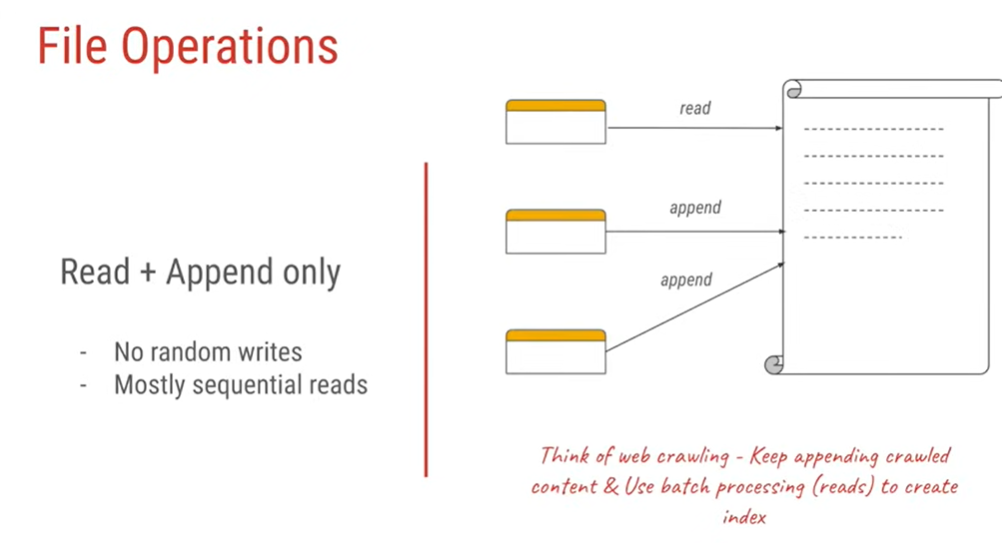 File Operations
Read + Append only
- No random writes
- Mostly sequential reads
read
append
append
Think of web crawling - Keep appending crawled
content & Use batch processing (reads) to create
index